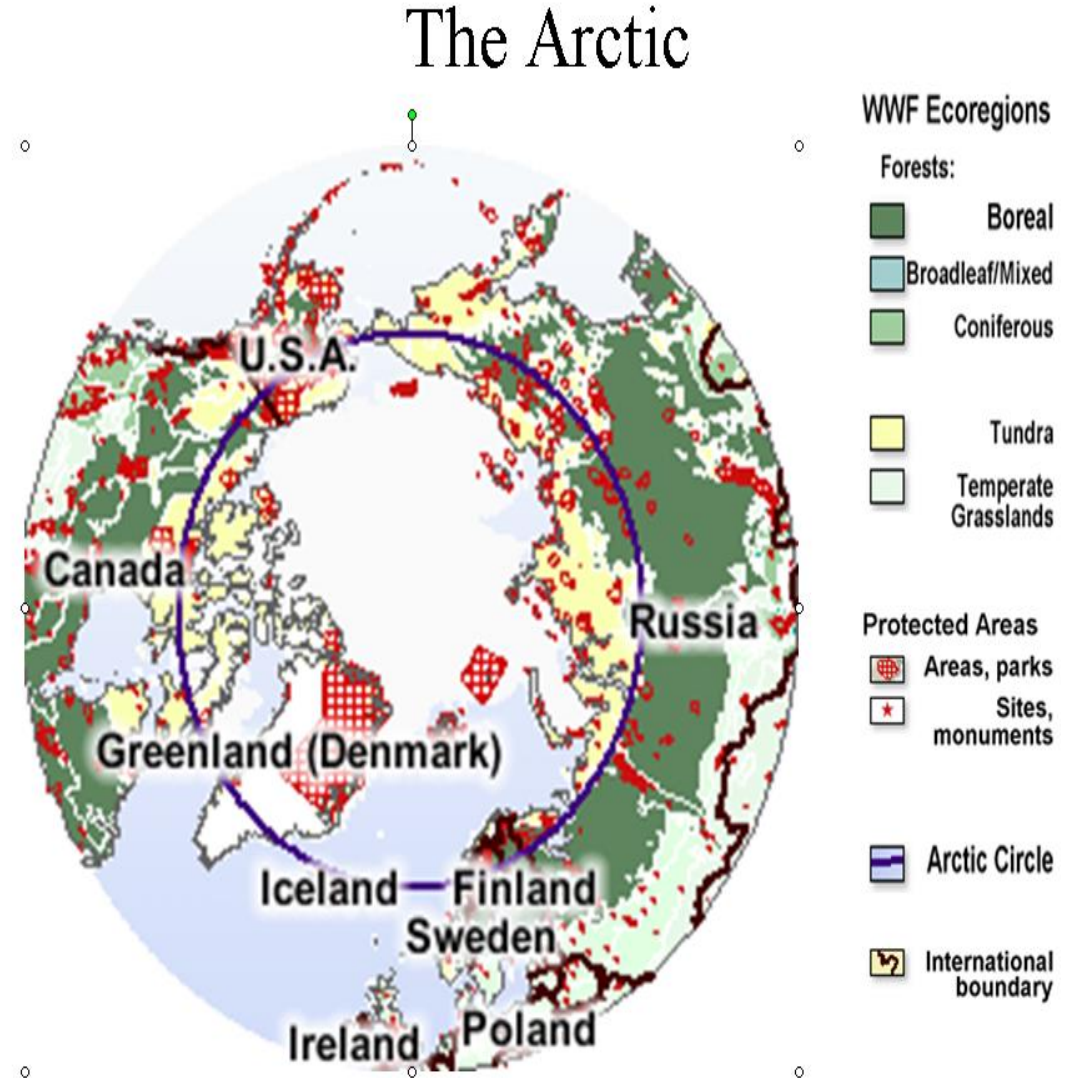 The Arctic
WWF Ecoregions
Forests:
Boreal
Broadleaf/Mixed
Coniferous
Tundra
Temperate
Grasslands
Protected Areas
Areas, parks
Sites,
monuments
Arctic Circle
International
boundary
U.S.A.
Canada
Russia
Greenland (Denmark)
Iceland
Finland
Sweden
Ireland
Poland